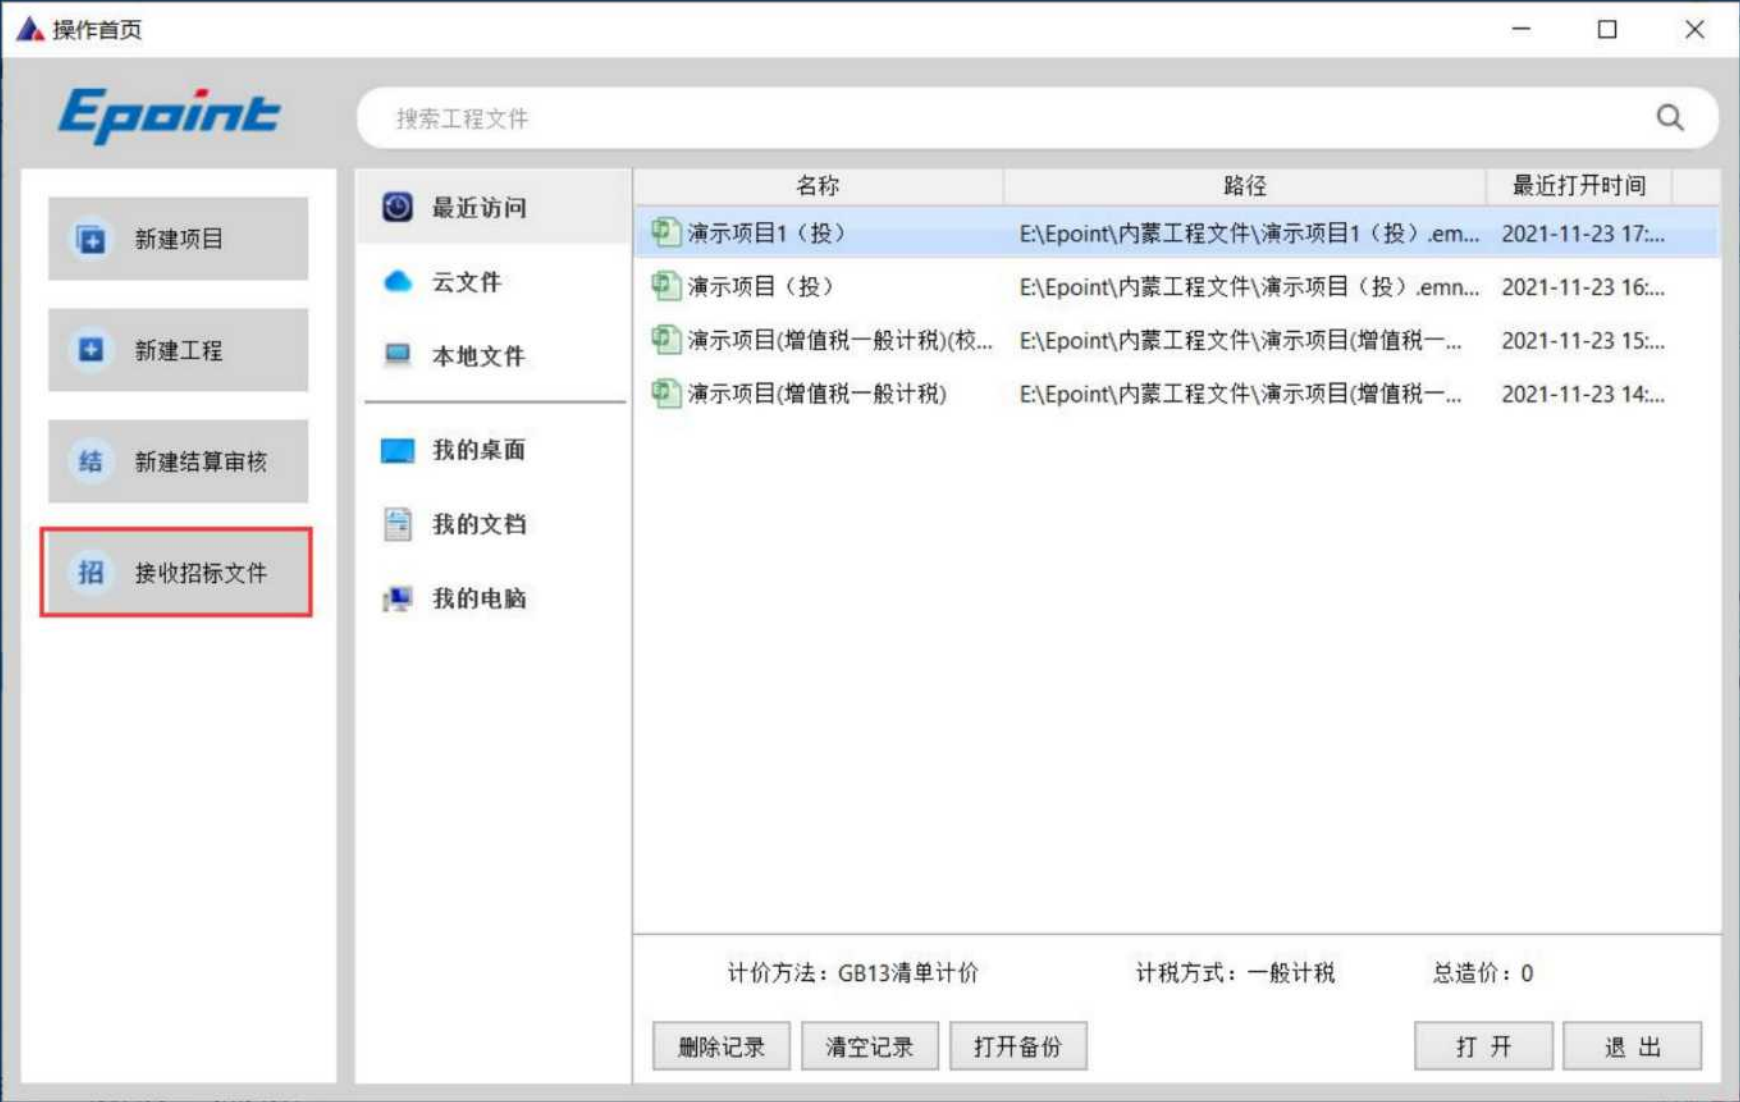 操作首页
Epoint
搜索工程文件
新建项目
新建工程
结 新建结算审核
招 接收招标文件
最近访问
云文件
本地文件
我的桌面
我的文档
我的电脑
名称 路径 最近打开时间
演示项目1（投） E:\Epoint\内蒙工程文件\演示项目1（投）.em... 2021-11-23 17:...
演示项目（投） E:\Epoint\内蒙工程文件\演示项目（投）.emn... 2021-11-23 16:...
演示项目(增值税一般计税)(校... E:\Epoint\内蒙工程文件\演示项目(增值税一... 2021-11-23 15:...
演示项目(增值税一般计税) E:\Epoint\内蒙工程文件\演示项目(增值税一... 2021-11-23 14:...
计价方法：GB13清单计价 计税方式：一般计税 总造价：0
删除记录 清空记录 打开备份 打 开 退 出